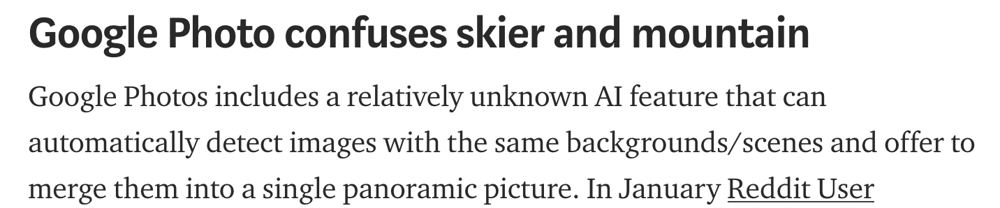 Google Photo confuses skier and mountain
Google Photos includes a relatively unknown AI feature that can
automatically detect images with the same backgrounds/scenes and offer to
merge them into a single panoramic picture. In January Reddit User